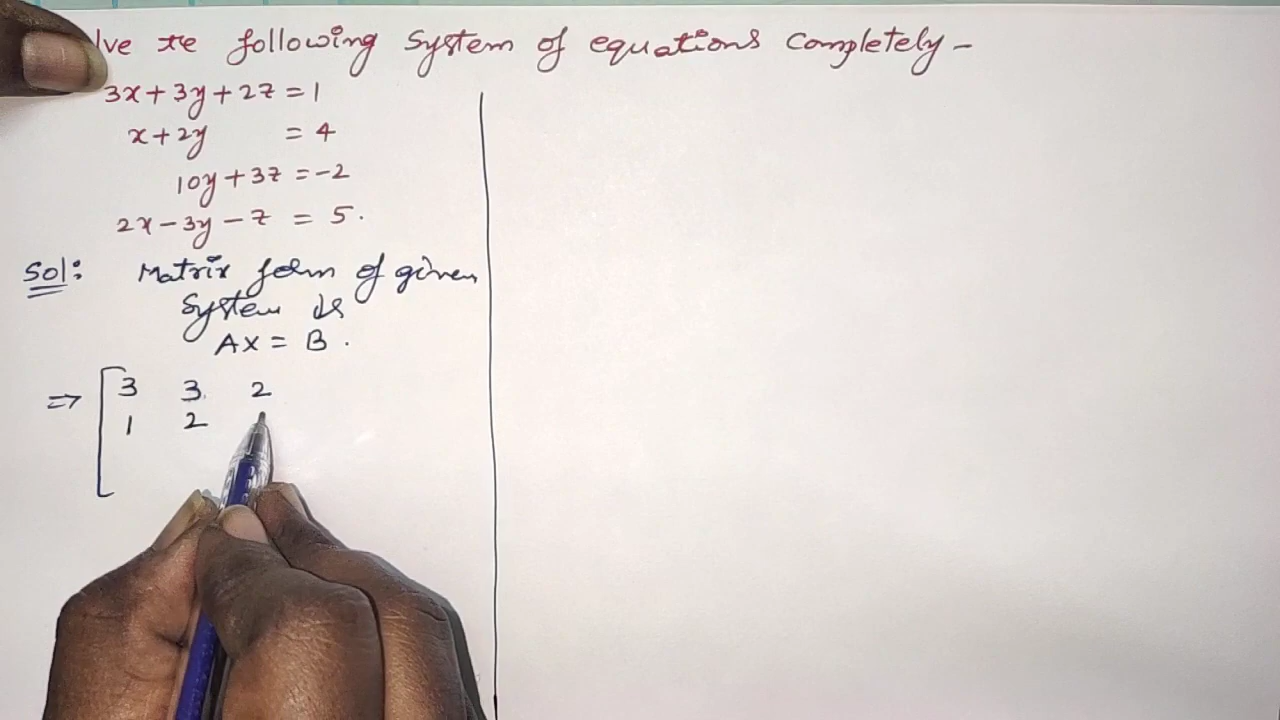 lve the following system of equations completely -
3x + 3y + 2z = 1
x + 2y = 4
10y + 3z = -2
2x - 3y - z = 5.
Sol: Matrix form of given
system is
AX = B.
⇒ [ 3 3 2
1 2